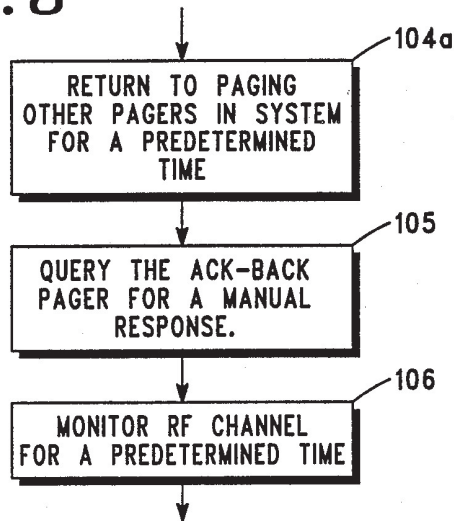 104a
RETURN TO PAGING
OTHER PAGERS IN SYSTEM
FOR A PREDETERMINED
TIME
105
QUERY THE ACK-BACK
PAGER FOR A MANUAL
RESPONSE.
106
MONITOR RF CHANNEL
FOR A PREDETERMINED TIME